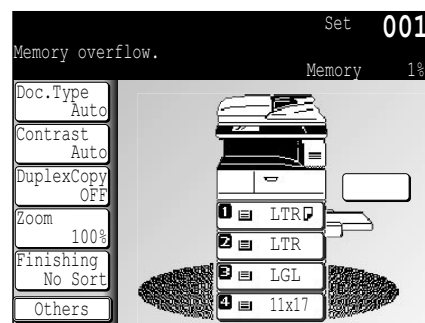 Set 001
Memory overflow.
Memory 1%
Doc.Type
Auto
Contrast
Auto
DuplexCopy
OFF
Zoom
100%
Finishing
No Sort
Others
1 LTR
2 LTR
3 LGL
4 11x17